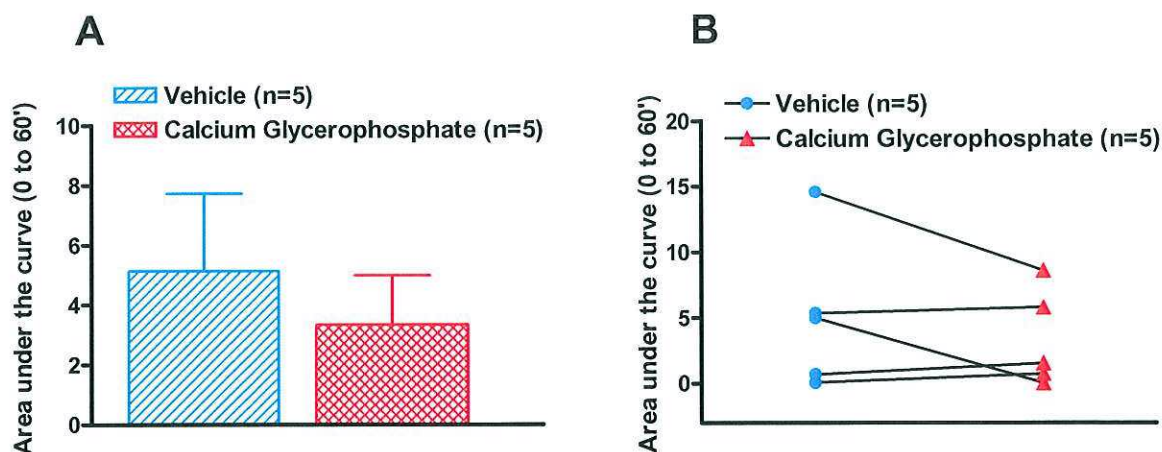 A
Vehicle (n=5)
Calcium Glycerophosphate (n=5)
Area under the curve (0 to 60')
10
8
6
4
2
0
B
Vehicle (n=5)
Calcium Glycerophosphate (n=5)
Area under the curve (0 to 60')
20
15
10
5
0